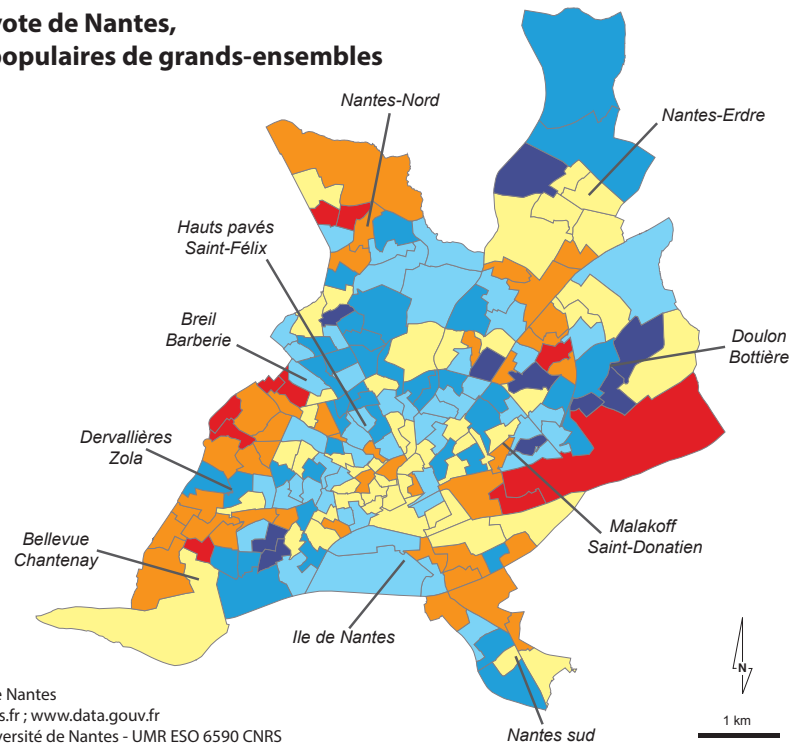 vote de Nantes,
populaires de grands-ensembles
Nantes-Nord
Nantes-Erdre
Hauts pavés
Saint-Félix
Breil
Barberie
Doulon
Bottière
Dervallières
Zola
Malakoff
Saint-Donatien
Bellevue
Chantenay
Ile de Nantes
N
Nantes sud
1 km
e Nantes
s.fr ; www.data.gouv.fr
versité de Nantes - UMR ESO 6590 CNRS